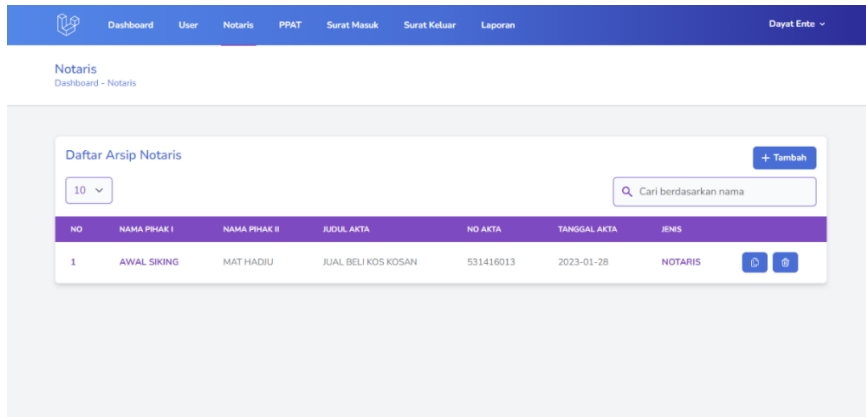 Dashboard User Notaris PPAT Surat Masuk Surat Keluar Laporan Dayat Ente
Notaris
Dashboard - Notaris
Daftar Arsip Notaris
+ Tambah
10
Cari berdasarkan nama
NO NAMA PIHAK I NAMA PIHAK II JUDUL AKTA NO AKTA TANGGAL AKTA JENIS
1 AWAL SIKING MAT HADJU JUAL BELI KOS KOSAN 531416013 2023-01-28 NOTARIS